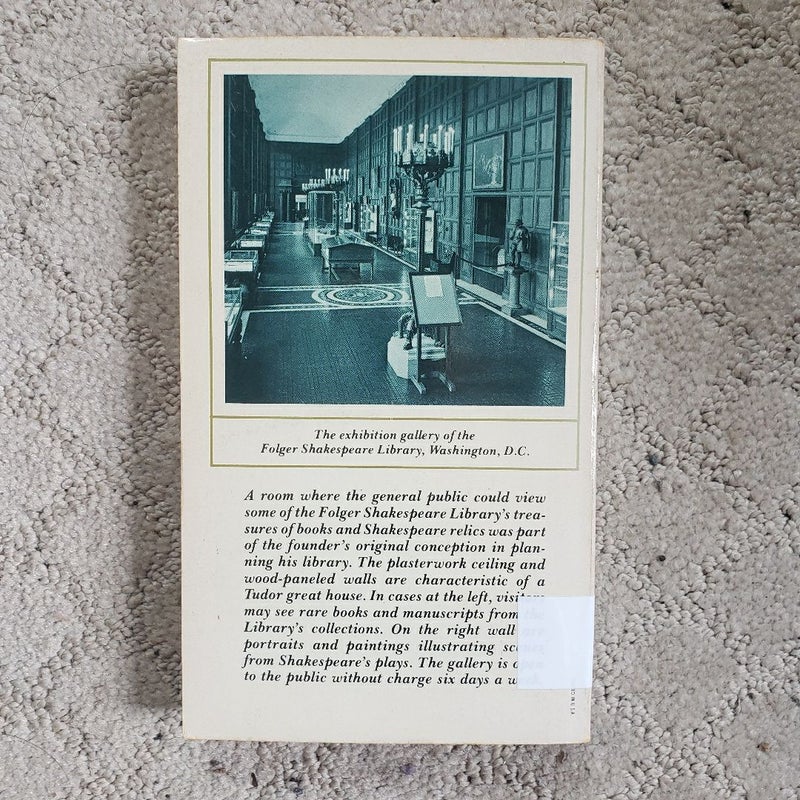 The exhibition gallery of the
Folger Shakespeare Library, Washington, D.C.
A room where the general public could view
some of the Folger Shakespeare Library's trea-
sures of books and Shakespeare relics was part
of the founder's original conception in plan-
ning his library. The plasterwork ceiling and
wood-paneled walls are characteristic of a
Tudor great house. In cases at the left, visitors
may see rare books and manuscripts from the
Library's collections. On the right wall are
portraits and paintings illustrating scenes
from Shakespeare's plays. The gallery is open
to the public without charge six days a week.